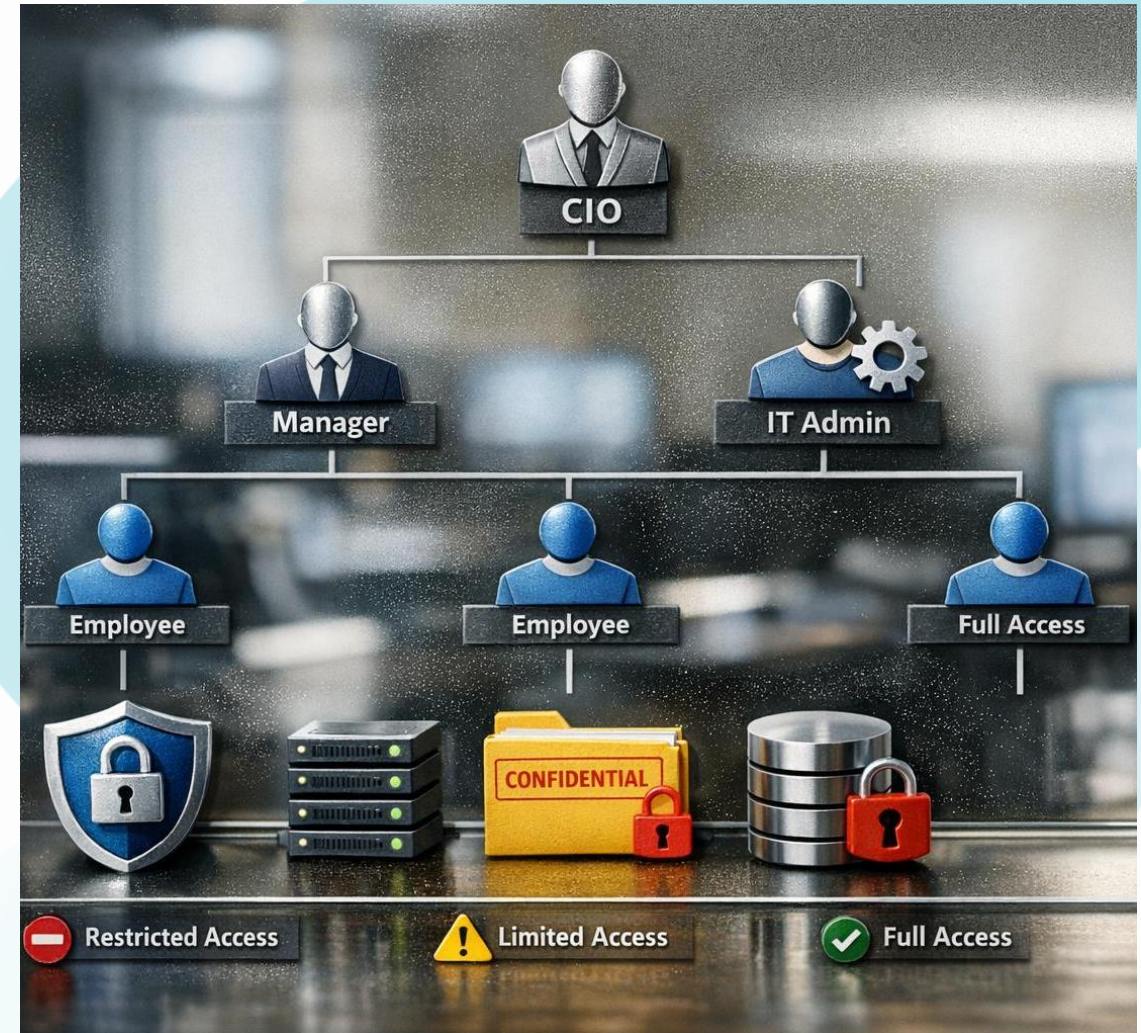 CIO
Manager
IT Admin
Employee
Employee
Full Access
CONFIDENTIAL
Restricted Access
Limited Access
Full Access